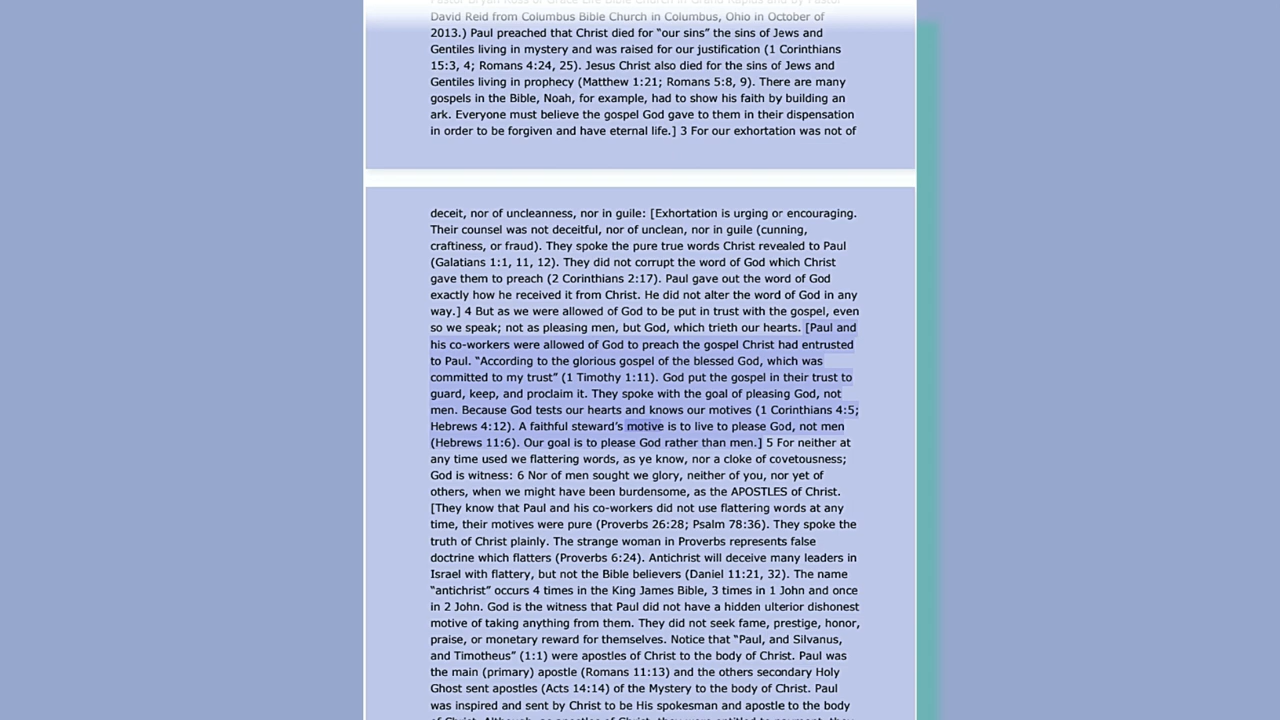 David Reid from Columbus Bible Church in Columbus, Ohio in October of
2013.) Paul preached that Christ died for “our sins” the sins of Jews and
Gentiles living in mystery and was raised for our justification (1 Corinthians
15:3, 4; Romans 4:24, 25). Jesus Christ also died for the sins of Jews and
Gentiles living in prophecy (Matthew 1:21; Romans 5:8, 9). There are many
gospels in the Bible, Noah, for example, had to show his faith by building an
ark. Everyone must believe the gospel God gave to them in their dispensation
in order to be forgiven and have eternal life.] 3 For our exhortation was not of
deceit, nor of uncleanness, nor in guile: [Exhortation is urging or encouraging.
Their counsel was not deceitful, nor of unclean, nor in guile (cunning,
craftiness, or fraud). They spoke the pure true words Christ revealed to Paul
(Galatians 1:1, 11, 12). They did not corrupt the word of God which Christ
gave them to preach (2 Corinthians 2:17). Paul gave out the word of God
exactly how he received it from Christ. He did not alter the word of God in any
way.] 4 But as we were allowed of God to be put in trust with the gospel, even
so we speak; not as pleasing men, but God, which trieth our hearts. [Paul and
his co-workers were allowed of God to preach the gospel Christ had entrusted
to Paul. “According to the glorious gospel of the blessed God, which was
committed to my trust” (1 Timothy 1:11). God put the gospel in their trust to
guard, keep, and proclaim it. They spoke with the goal of pleasing God, not
men. Because God tests our hearts and knows our motives (1 Corinthians 4:5;
Hebrews 4:12). A faithful steward’s motive is to live to please God, not men
(Hebrews 11:6). Our goal is to please God rather than men.] 5 For neither at
any time used we flattering words, as ye know, nor a cloke of covetousness;
God is witness: 6 Nor of men sought we glory, neither of you, nor yet of
others, when we might have been burdensome, as the APOSTLES of Christ.
[They know that Paul and his co-workers did not use flattering words at any
time, their motives were pure (Proverbs 26:28; Psalm 78:36). They spoke the
truth of Christ plainly. The strange woman in Proverbs represents false
doctrine which flatters (Proverbs 6:24). Antichrist will deceive many leaders in
Israel with flattery, but not the Bible believers (Daniel 11:21, 32). The name
“antichrist” occurs 4 times in the King James Bible, 3 times in 1 John and once
in 2 John. God is the witness that Paul did not have a hidden ulterior dishonest
motive of taking anything from them. They did not seek fame, prestige, honor,
praise, or monetary reward for themselves. Notice that “Paul, and Silvanus,
and Timotheus” (1:1) were apostles of Christ to the body of Christ. Paul was
the main (primary) apostle (Romans 11:13) and the others secondary Holy
Ghost sent apostles (Acts 14:14) of the Mystery to the body of Christ. Paul
was inspired and sent by Christ to be His spokesman and apostle to the body